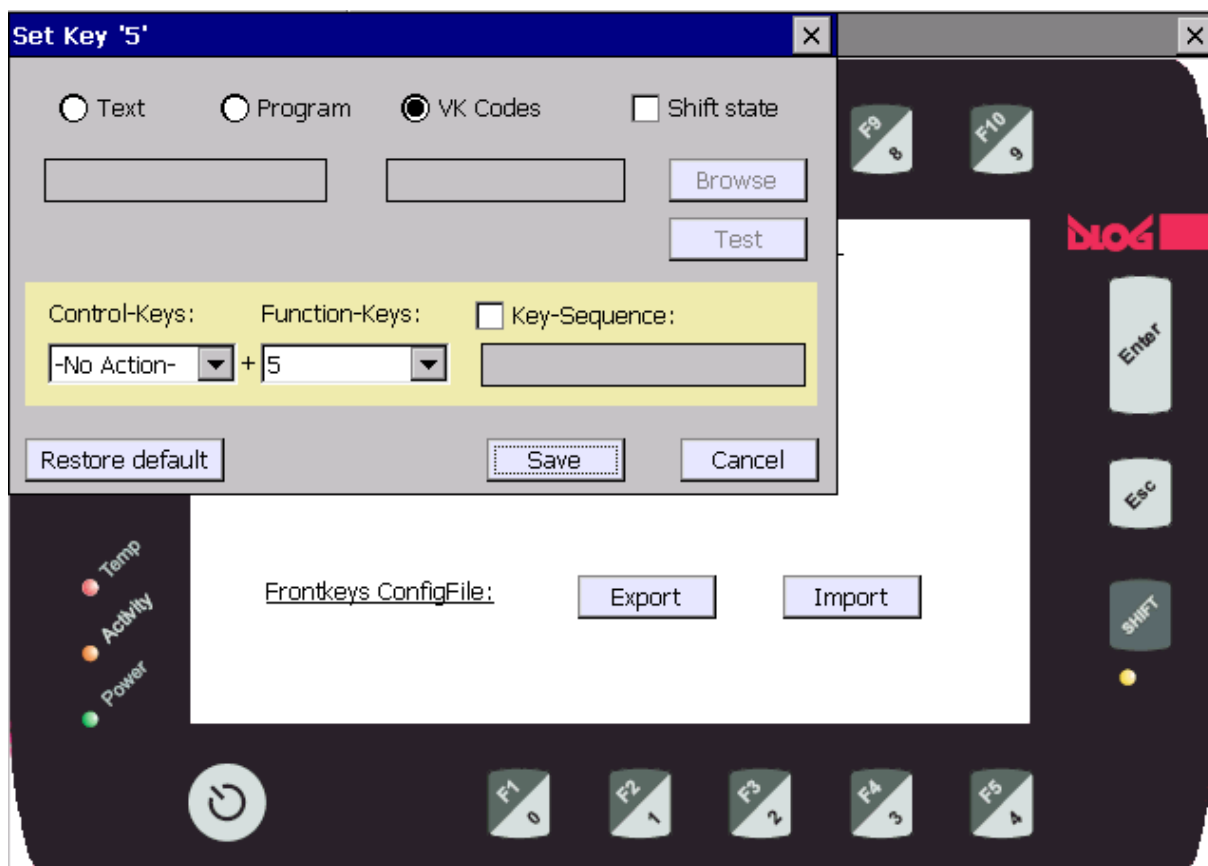 Set Key '5'
Text Program VK Codes Shift state
Browse
Test
Control-Keys: Function-Keys: Key-Sequence:
-No Action- + 5
Restore default Save Cancel
F9 8
F10 9
DLOG
Enter
Esc
SHIFT
Temp
Activity
Power
Frontkeys ConfigFile: Export Import
F1 0
F2 1
F3 2
F4 3
F5 4